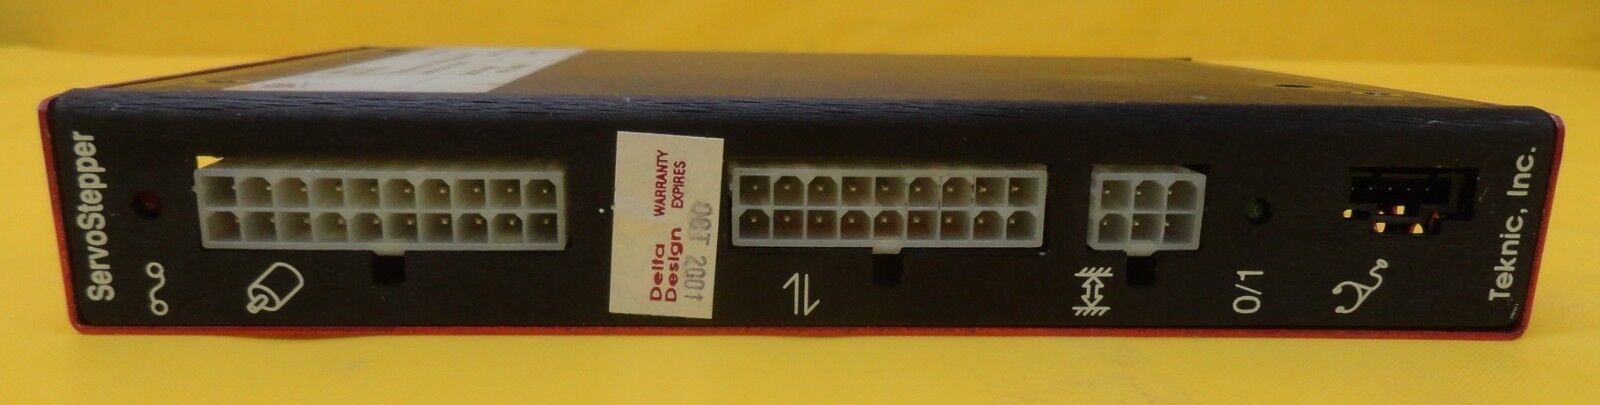 ServoStepper
Delta
Design
WARRANTY
EXPIRES
OCT 2001
0/1
Teknic, Inc.